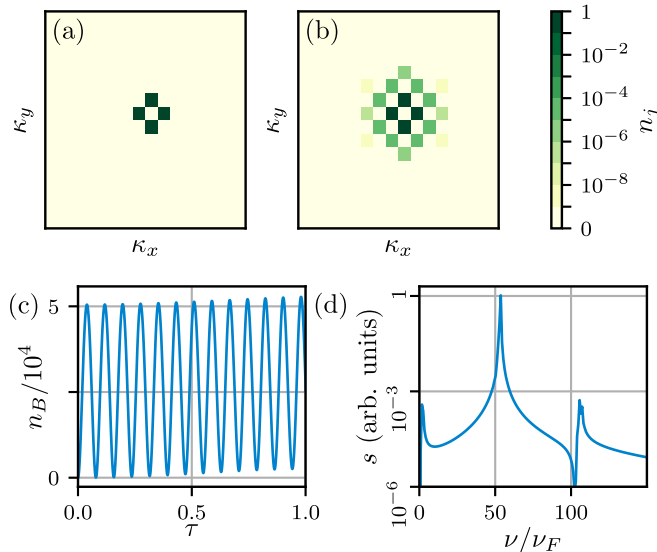 (a)
κ_y
κ_x
(b)
κ_y
κ_x
1
10^{-2}
10^{-4}
10^{-6}
10^{-8}
0
n_j
(c)
n_B/10^4
5
0
0.0
0.5
1.0
τ
(d)
s (arb. units)
1
10^{-3}
10^{-6}
0
50
100
ν/ν_F